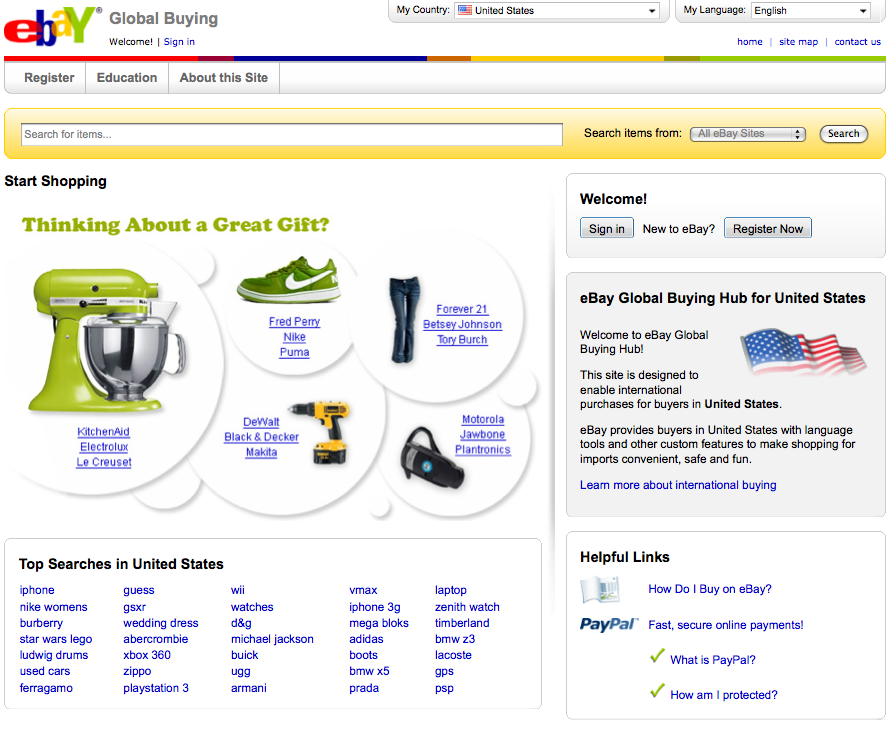 ebaY® Global Buying
My Country: United States
My Language: English
Welcome! | Sign in
home | site map | contact us
Register Education About this Site
Search for items...
Search items from: All eBay Sites Search
Start Shopping
Thinking About a Great Gift?
Fred Perry
Nike
Puma
Forever 21
Betsey Johnson
Tory Burch
KitchenAid
Electrolux
Le Creuset
DeWalt
Black & Decker
Makita
Motorola
Jawbone
Plantronics
Top Searches in United States
iphone guess wii vmax laptop
nike womens gsxr watches iphone 3g zenith watch
burberry wedding dress d&g mega bloks timberland
star wars lego abercrombie michael jackson adidas bmw z3
ludwig drums xbox 360 buick boots lacoste
used cars zippo ugg bmw x5 gps
ferragamo playstation 3 armani prada psp
Welcome!
Sign in New to eBay? Register Now
eBay Global Buying Hub for United States
Welcome to eBay Global
Buying Hub!
This site is designed to
enable international
purchases for buyers in United States.
eBay provides buyers in United States with language
tools and other custom features to make shopping for
imports convenient, safe and fun.
Learn more about international buying
Helpful Links
How Do I Buy on eBay?
PayPal Fast, secure online payments!
What is PayPal?
How am I protected?